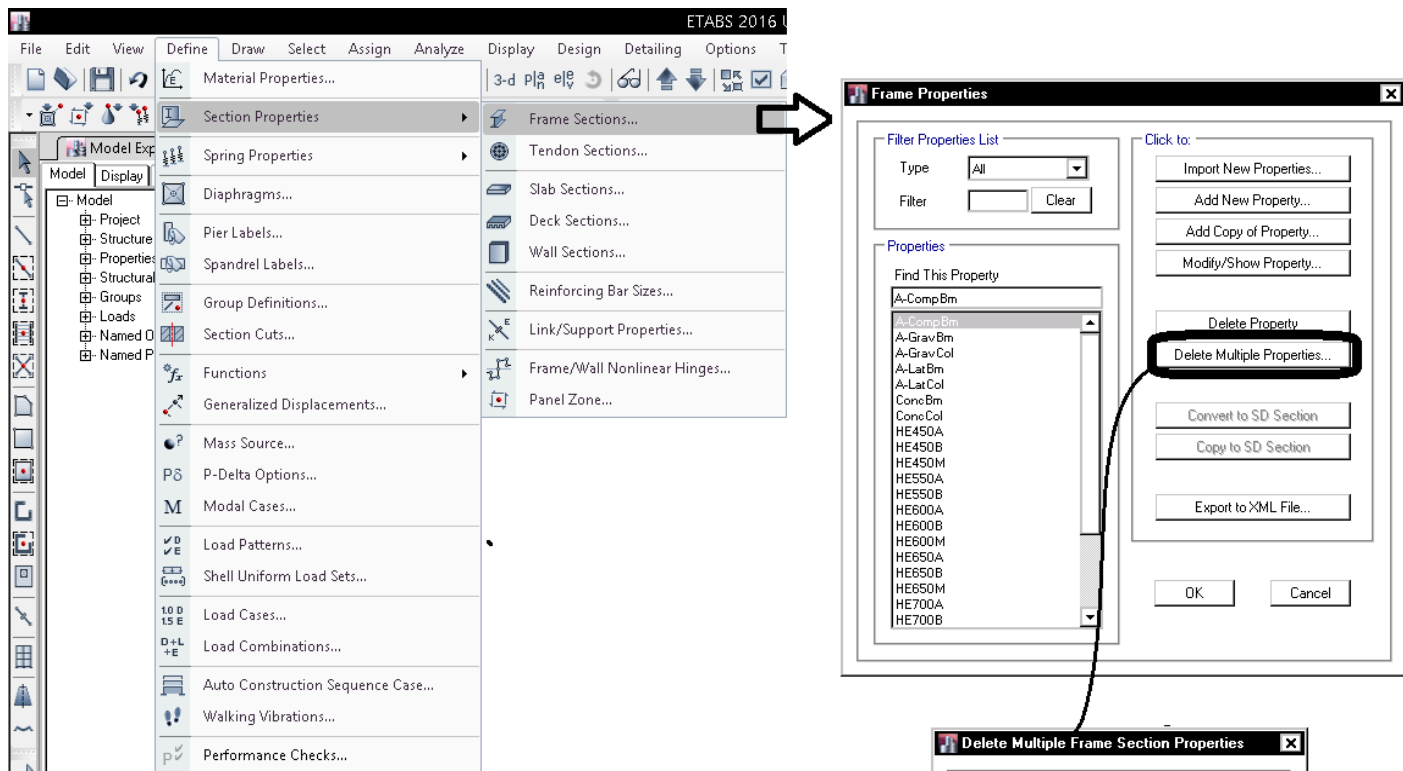 ETABS 2016 U
File Edit View Define Draw Select Assign Analyze Display Design Detailing Options T
Material Properties...
3-d
Section Properties
Frame Sections...
Model Exp
Spring Properties
Tendon Sections...
Model Display
Diaphragms...
Slab Sections...
Model
Project
Pier Labels...
Deck Sections...
Structure
Properties
Spandrel Labels...
Wall Sections...
Structural
Groups
Group Definitions...
Reinforcing Bar Sizes...
Loads
Named O
Section Cuts...
Link/Support Properties...
Named P
Functions
Frame/Wall Nonlinear Hinges...
Generalized Displacements...
Panel Zone...
Mass Source...
Pδ P-Delta Options...
M Modal Cases...
Load Patterns...
Shell Uniform Load Sets...
Load Cases...
Load Combinations...
Auto Construction Sequence Case...
Walking Vibrations...
Performance Checks...
Frame Properties
Filter Properties List
Type All
Filter Clear
Properties
Find This Property
A-CompBm
A-CompBm
A-GravBm
A-GravCol
A-LatBm
A-LatCol
ConcBm
ConcCol
HE450A
HE450B
HE450M
HE550A
HE550B
HE600A
HE600B
HE600M
HE650A
HE650B
HE650M
HE700A
HE700B
Click to:
Import New Properties...
Add New Property...
Add Copy of Property...
Modify/Show Property...
Delete Property
Delete Multiple Properties...
Convert to SD Section
Copy to SD Section
Export to XML File...
OK Cancel
Delete Multiple Frame Section Properties